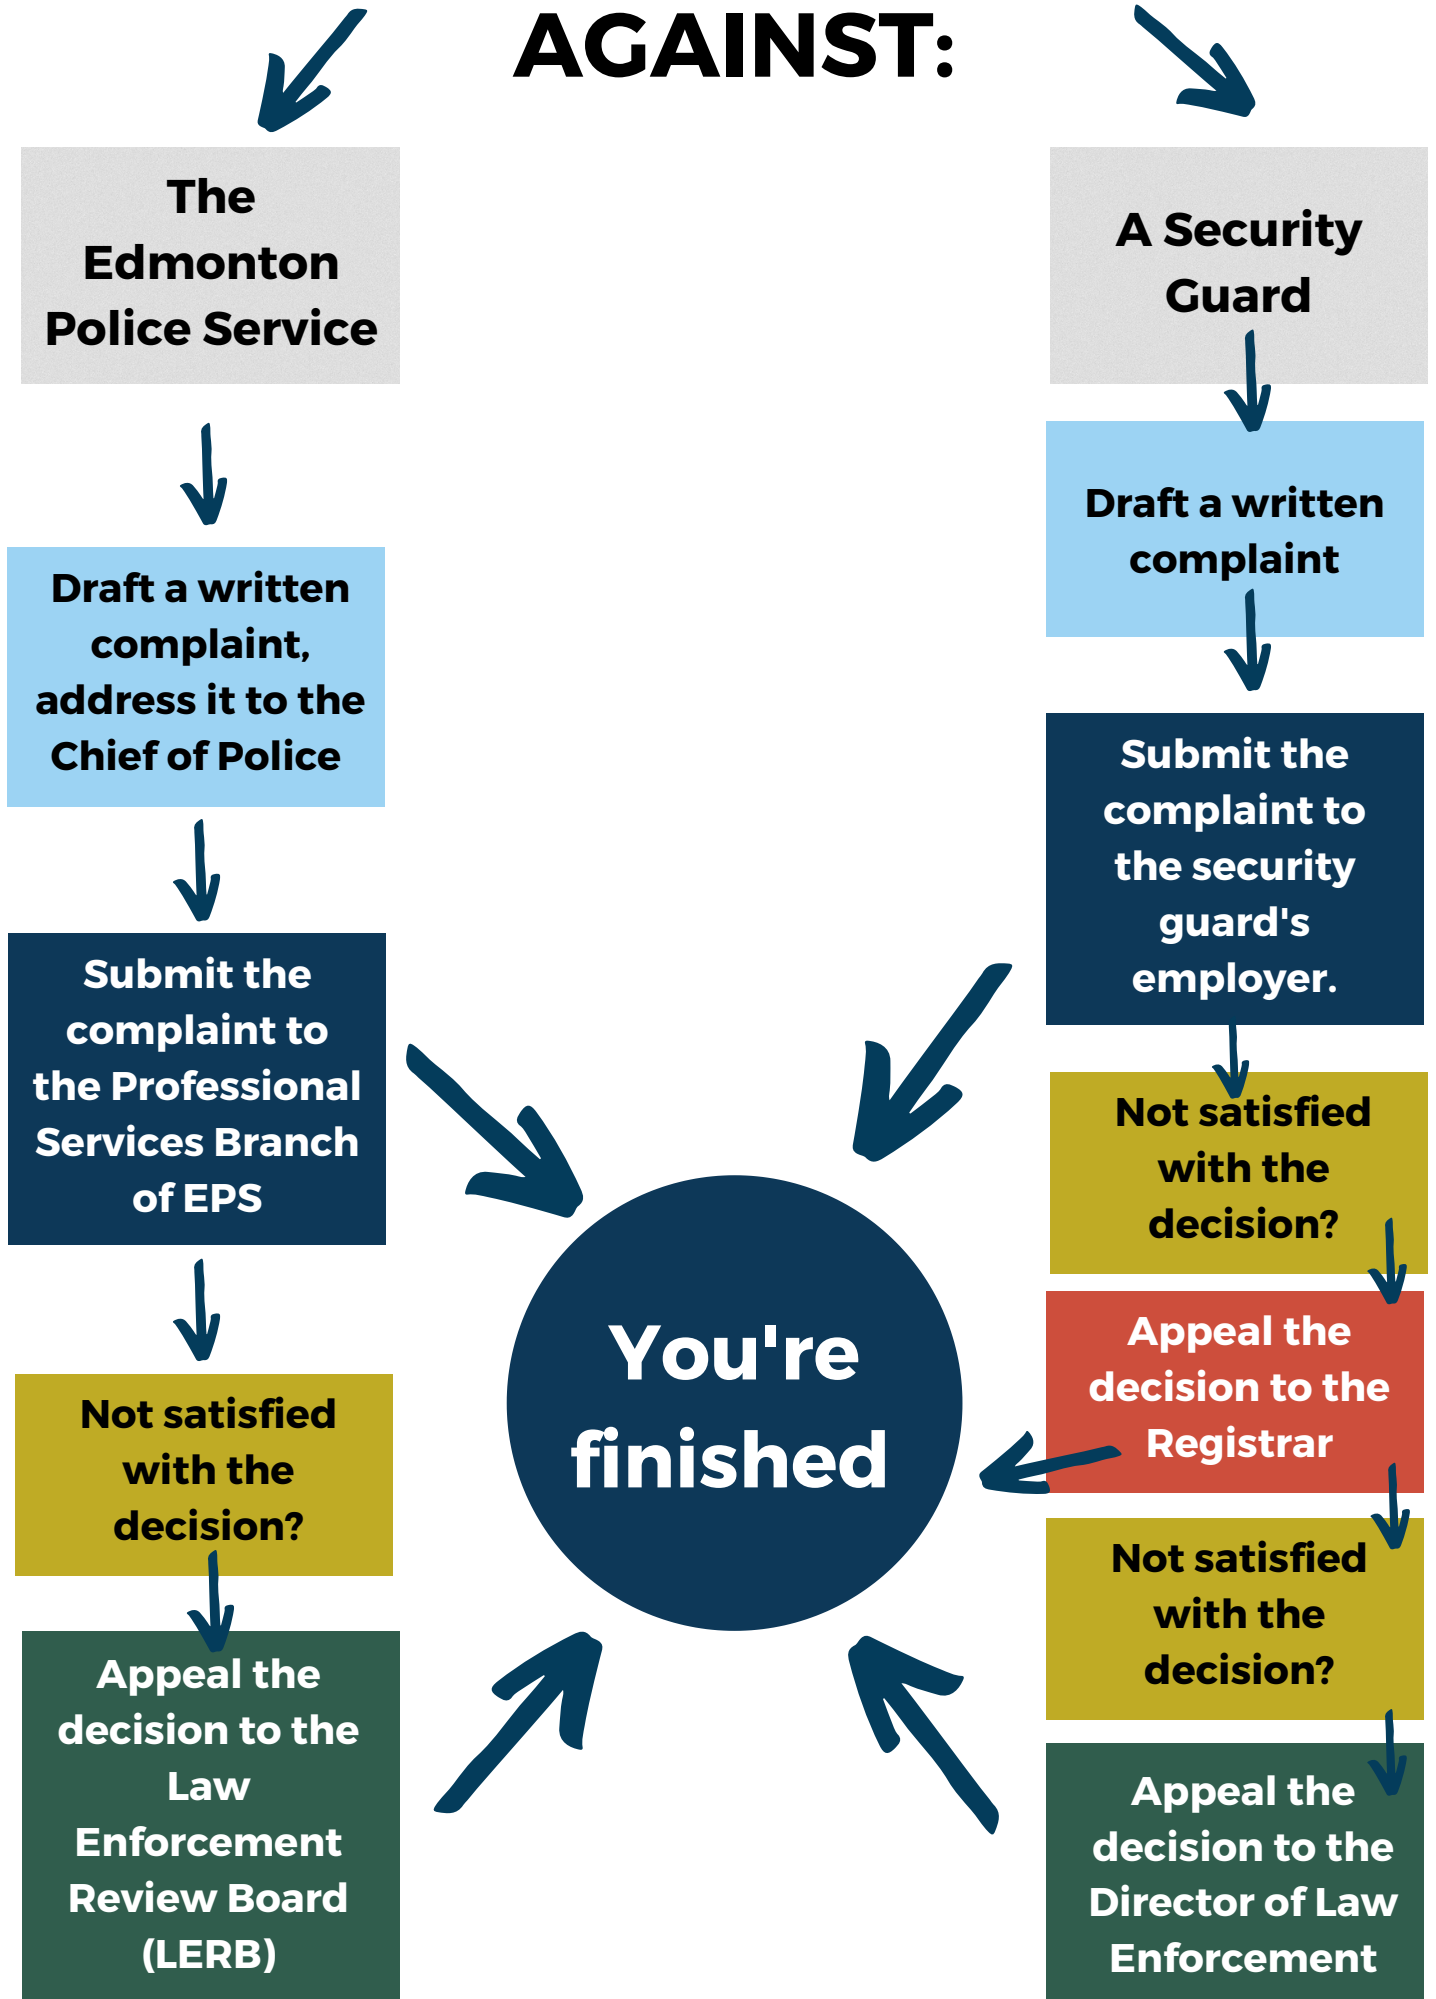 AGAINST:
The
Edmonton
Police Service
Draft a written
complaint,
address it to the
Chief of Police
Submit the
complaint to
the Professional
Services Branch
of EPS
Not satisfied
with the
decision?
Appeal the
decision to the
Law
Enforcement
Review Board
(LERB)
A Security
Guard
Draft a written
complaint
Submit the
complaint to
the security
guard's
employer.
Not satisfied
with the
decision?
Appeal the
decision to the
Registrar
Not satisfied
with the
decision?
Appeal the
decision to the
Director of Law
Enforcement
You're
finished